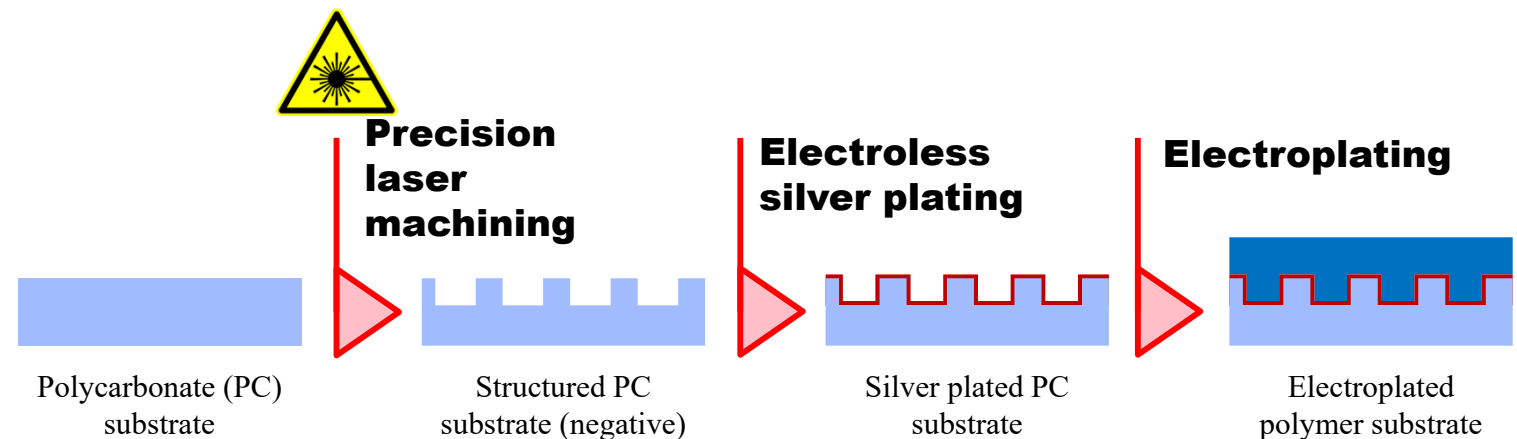 Precision
laser
machining
Electroless
silver plating
Electroplating
Polycarbonate (PC)
substrate
Structured PC
substrate (negative)
Silver plated PC
substrate
Electroplated
polymer substrate